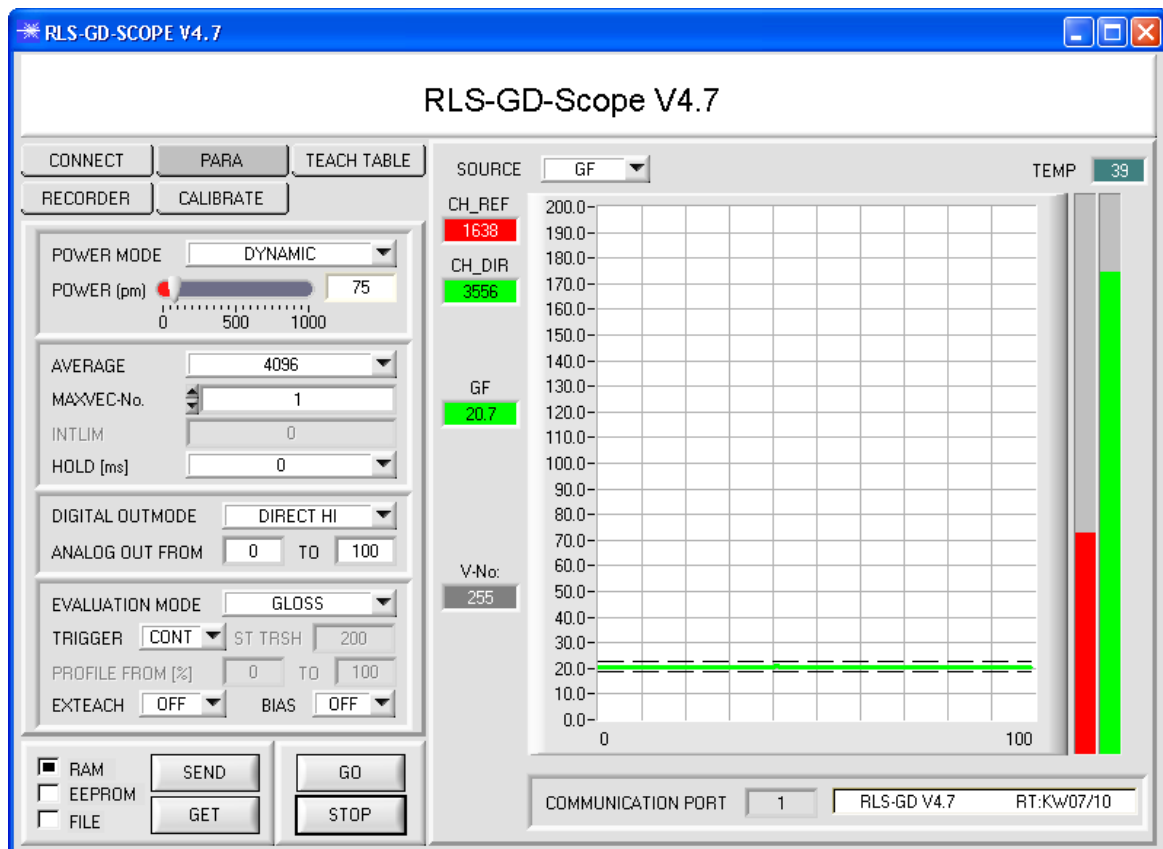 RLS-GD-SCOPE V4.7
RLS-GD-Scope V4.7
CONNECT PARA TEACH TABLE
RECORDER CALIBRATE
POWER MODE DYNAMIC
POWER (pm) 75
0 500 1000
AVERAGE 4096
MAXVEC-No. 1
INTLIM 0
HOLD [ms] 0
DIGITAL OUTMODE DIRECT HI
ANALOG OUT FROM 0 TO 100
EVALUATION MODE GLOSS
TRIGGER CONT ST TRSH 200
PROFILE FROM [%] 0 TO 100
EXTEACH OFF BIAS OFF
RAM
EEPROM
FILE
SEND
GET
GO
STOP
SOURCE GF
TEMP 39
CH_REF
1638
CH_DIR
3556
GF
20.7
V-No:
255
200.0
190.0
180.0
170.0
160.0
150.0
140.0
130.0
120.0
110.0
100.0
90.0
80.0
70.0
60.0
50.0
40.0
30.0
20.0
10.0
0.0
0 100
COMMUNICATION PORT 1 RLS-GD V4.7 RT:KW07/10